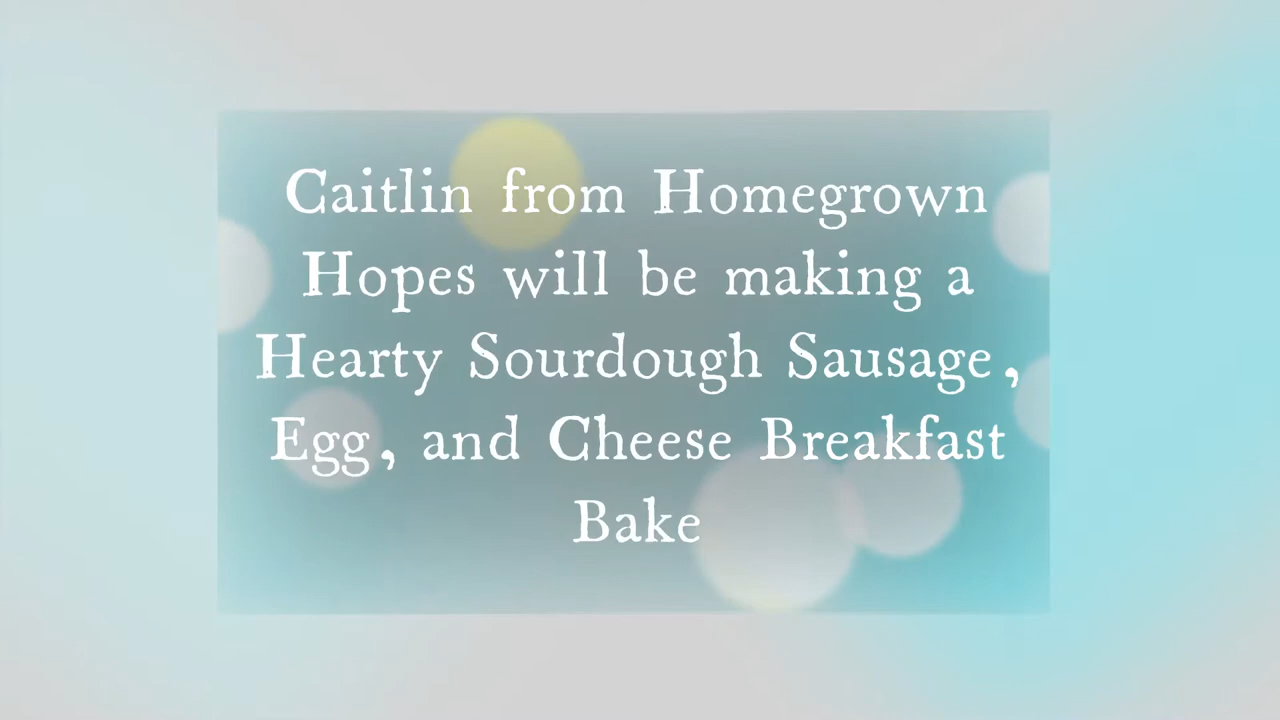 Caitlin from Homegrown
Hopes will be making a
Hearty Sourdough Sausage,
Egg, and Cheese Breakfast
Bake